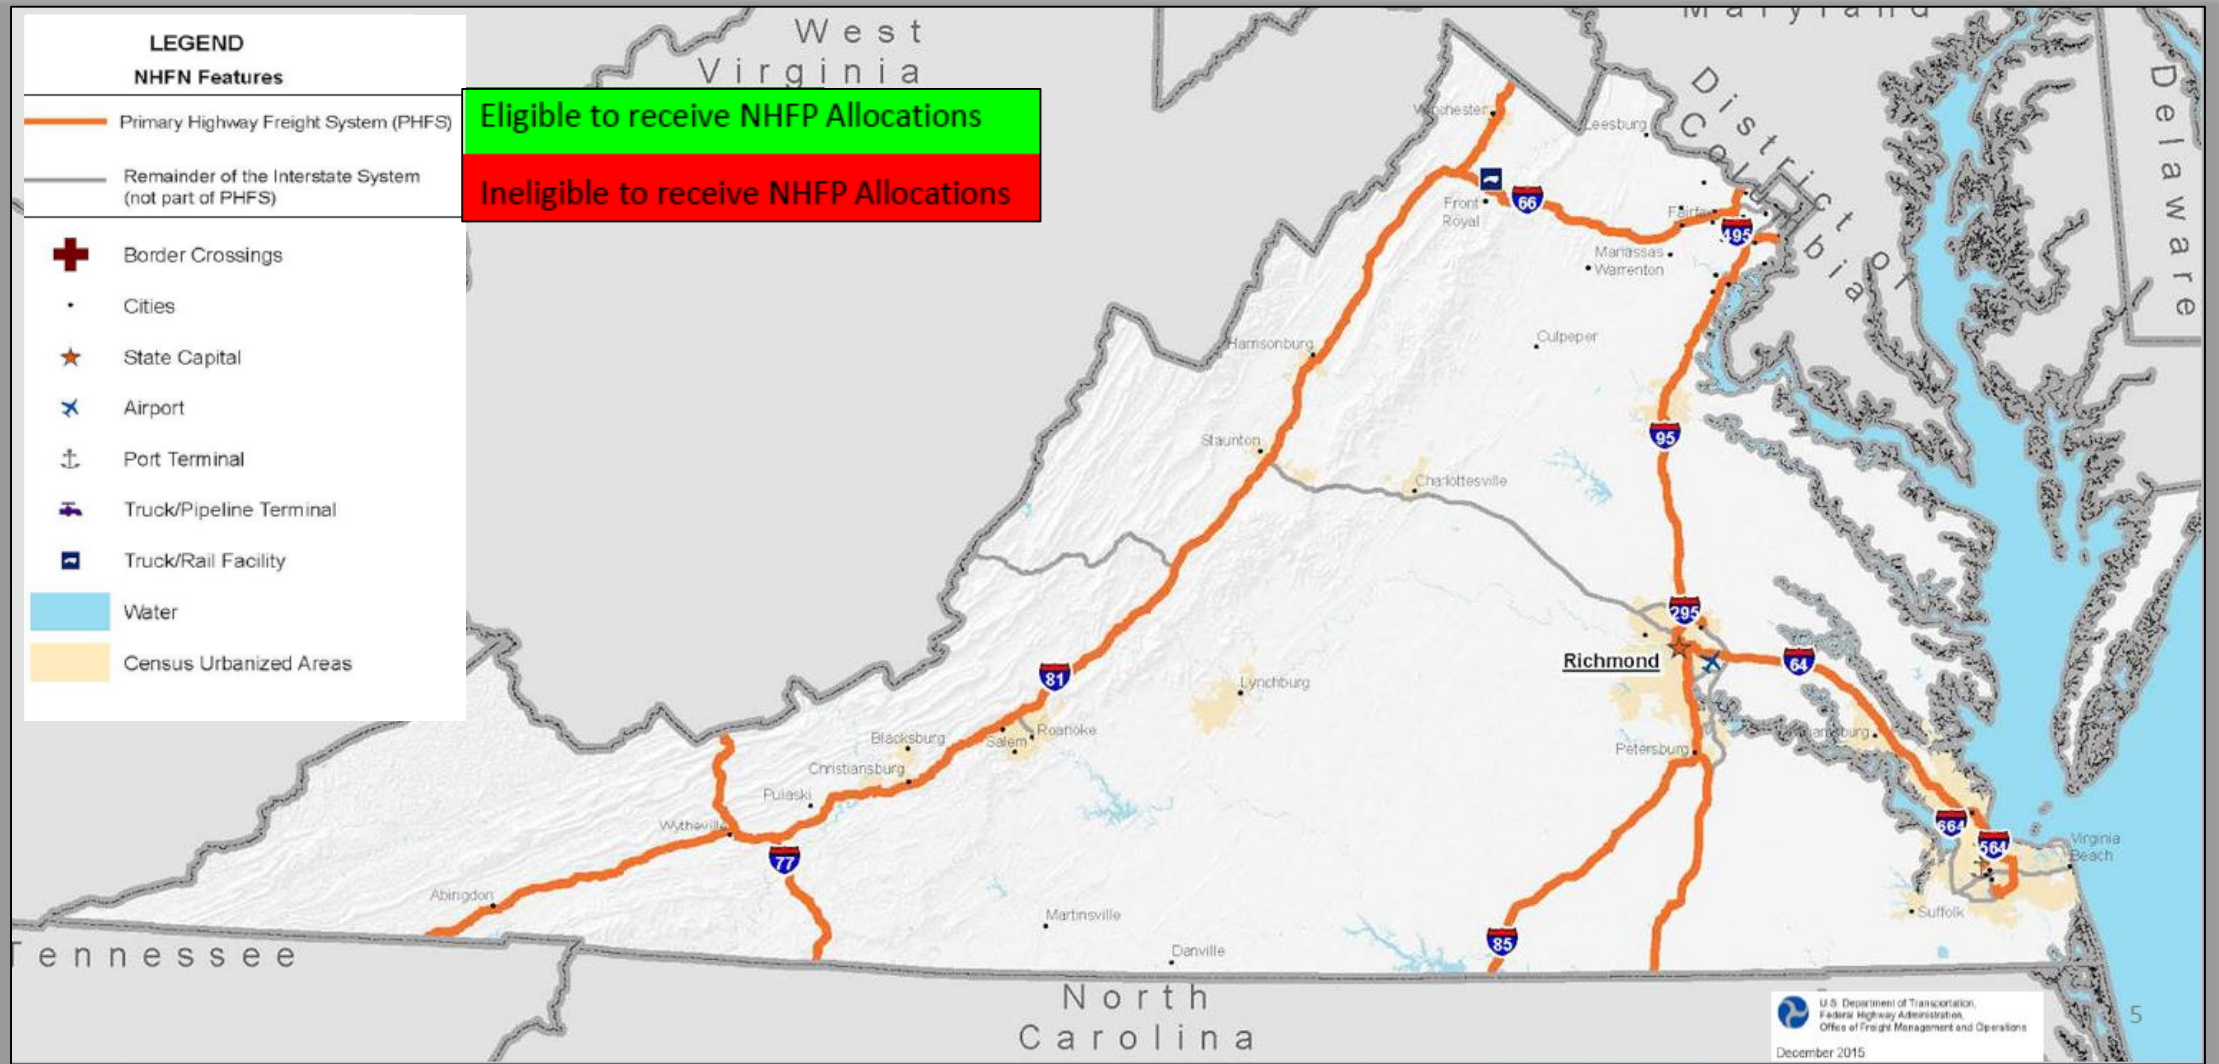 LEGEND
NHFN Features
Primary Highway Freight System (PHFS)
Remainder of the Interstate System
(not part of PHFS)
Border Crossings
Cities
State Capital
Airport
Port Terminal
Truck/Pipeline Terminal
Truck/Rail Facility
Water
Census Urbanized Areas
Eligible to receive NHFP Allocations
Ineligible to receive NHFP Allocations
West
Virginia
Maryland
Delaware
District of
Columbia
Leesburg
Front
Royal
66
Fairfax
495
Manassas
Warrenton
Culpeper
Harrisonburg
95
Staunton
Charlottesville
295
Richmond
64
81
Lynchburg
Roanoke
Salem
Blacksburg
Christiansburg
Petersburg
Pulaski
Wytheville
77
664
564
Virginia
Beach
Abingdon
Martinsville
Suffolk
85
Danville
Tennessee
North
Carolina
U.S. Department of Transportation,
Federal Highway Administration,
Office of Freight Management and Operations
December 2015
5